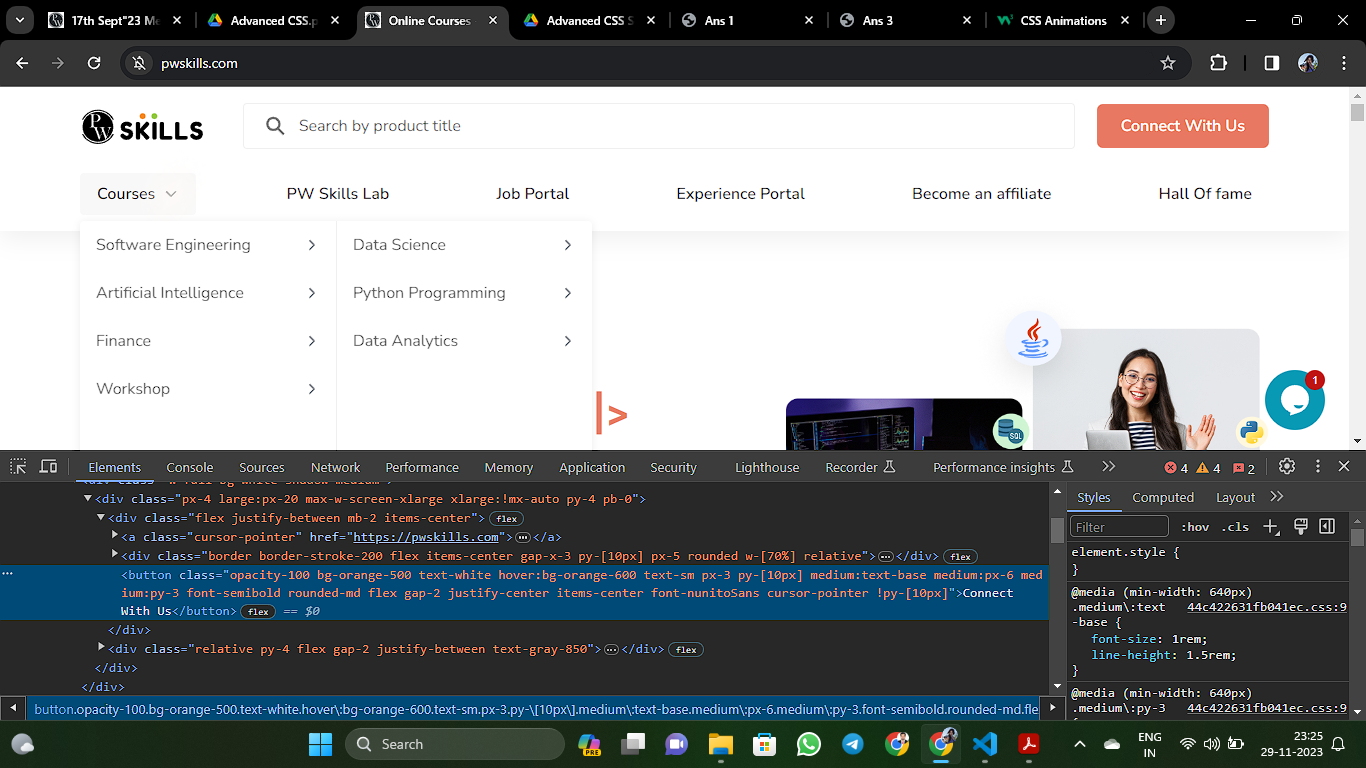 17th Sept"23 Me
Advanced CSS.p
Online Courses
Advanced CSS S
Ans 1
Ans 3
CSS Animations
pwskills.com
PW SKILLS
Search by product title
Connect With Us
Courses
PW Skills Lab
Job Portal
Experience Portal
Become an affiliate
Hall Of fame
Software Engineering
Data Science
Artificial Intelligence
Python Programming
Finance
Data Analytics
Workshop
|>
SQL
1
Elements
Console
Sources
Network
Performance
Memory
Application
Security
Lighthouse
Recorder
Performance insights
4
4
2
<div class="px-4 large:px-20 max-w-screen-xlarge xlarge:!mx-auto py-4 pb-0">
<div class="flex justify-between mb-2 items-center"> flex
<a class="cursor-pointer" href="https://pwskills.com">…</a>
<div class="border border-stroke-200 flex items-center gap-x-3 py-[10px] px-5 rounded w-[70%] relative">…</div> flex
… <button class="opacity-100 bg-orange-500 text-white hover:bg-orange-600 text-sm px-3 py-[10px] medium:text-base medium:px-6 med
ium:py-3 font-semibold rounded-md flex gap-2 justify-center items-center font-nunitoSans cursor-pointer !py-[10px]">Connect
With Us</button> flex == $0
</div>
<div class="relative py-4 flex gap-2 justify-between text-gray-850">…</div> flex
</div>
</div>
button.opacity-100.bg-orange-500.text-white.hover\:bg-orange-600.text-sm.px-3.py-\[10px\].medium\:text-base.medium\:px-6.medium\:py-3.font-semibold.rounded-md.fle
Styles
Computed
Layout
Filter
:hov
.cls
element.style {
}
@media (min-width: 640px)
.medium\:text 44c422631fb041ec.css:9
-base {
font-size: 1rem;
line-height: 1.5rem;
}
@media (min-width: 640px)
.medium\:py-3 44c422631fb041ec.css:9
Search
PRE
ENG
IN
23:25
29-11-2023